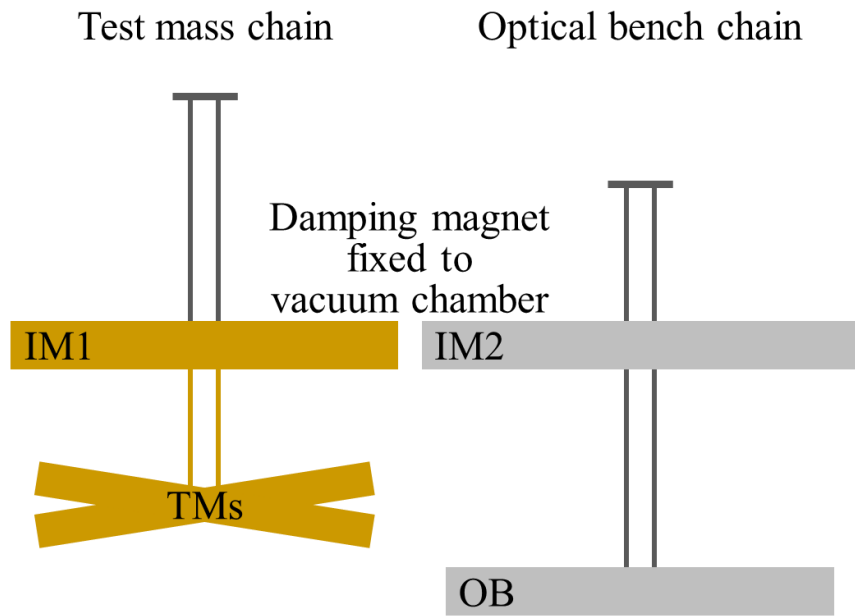 Test mass chain
Optical bench chain
Damping magnet
fixed to
vacuum chamber
IM1
IM2
TMs
OB